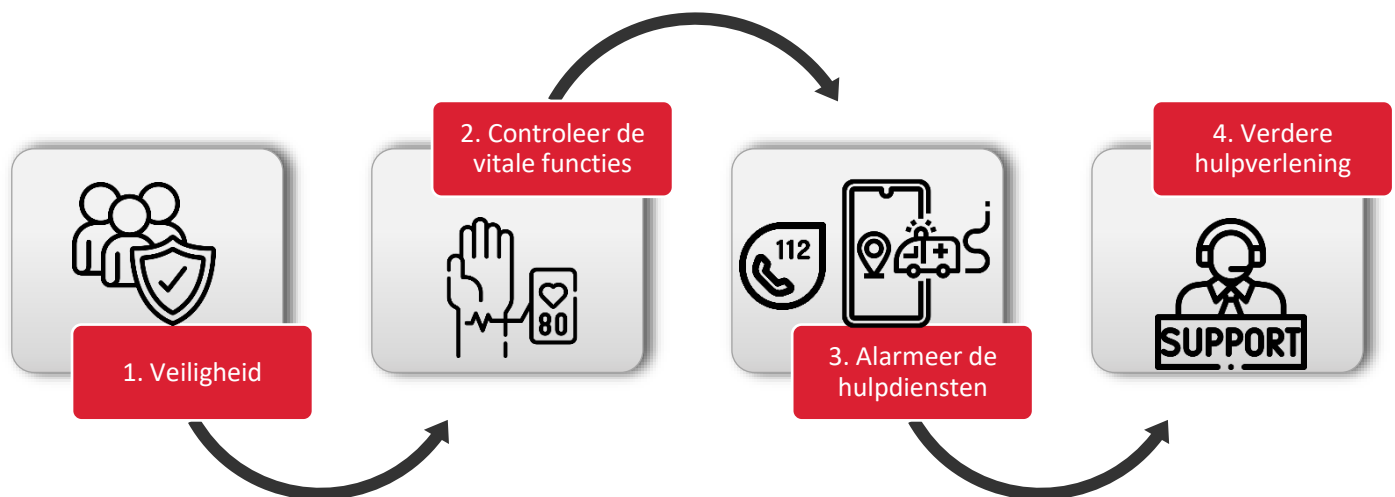 1. Veiligheid
2. Controleer de
vitale functies
80
112
3. Alarmeer de
hulpdiensten
4. Verdere
hulpverlening
SUPPORT